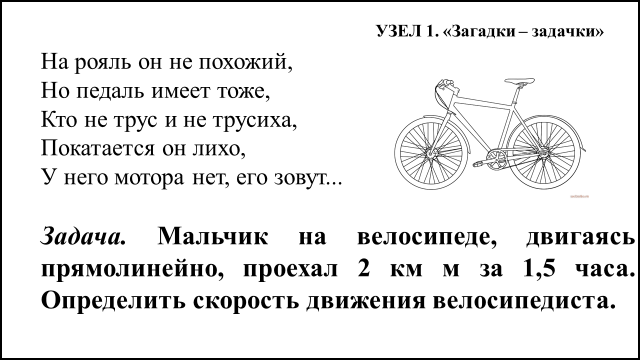 УЗЕЛ 1. «Загадки – задачки»
На рояль он не похожий,
Но педаль имеет тоже,
Кто не трус и не трусиха,
Покатается он лихо,
У него мотора нет, его зовут...
Задача. Мальчик на велосипеде, двигаясь
прямолинейно, проехал 2 км м за 1,5 часа.
Определить скорость движения велосипедиста.